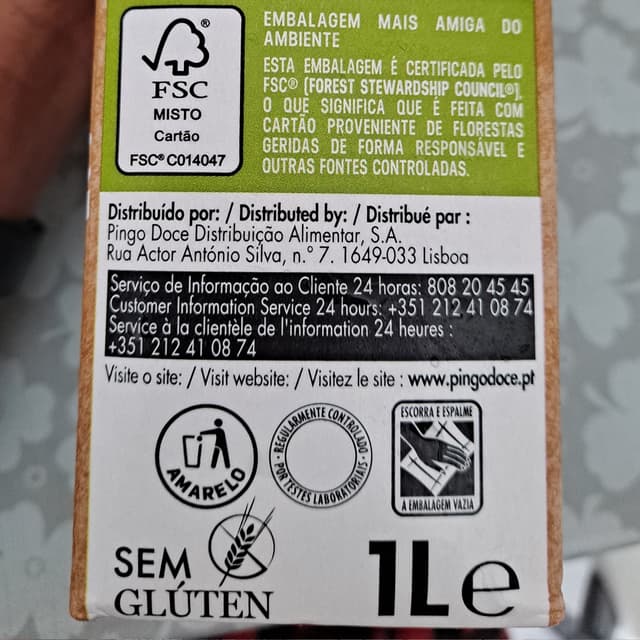 FSC®
MISTO
Cartão
FSC® C014047
EMBALAGEM MAIS AMIGA DO
AMBIENTE
ESTA EMBALAGEM É CERTIFICADA PELO
FSC® (FOREST STEWARDSHIP COUNCIL®),
O QUE SIGNIFICA QUE É FEITA COM
CARTÃO PROVENIENTE DE FLORESTAS
GERIDAS DE FORMA RESPONSÁVEL E
OUTRAS FONTES CONTROLADAS.
Distribuído por: / Distributed by: / Distribué par :
Pingo Doce Distribuição Alimentar, S.A.
Rua Actor António Silva, n.º 7. 1649-033 Lisboa
Serviço de Informação ao Cliente 24 horas: 808 20 45 45
Customer Information Service 24 hours: +351 212 41 08 74
Service à la clientèle de l'information 24 heures :
+351 212 41 08 74
Visite o site: / Visit website: / Visitez le site : www.pingodoce.pt
AMARELO
• REGULARMENTE CONTROLADO •
POR TESTES LABORATORIAIS
ESCORRA E ESPALME
A EMBALAGEM VAZIA
SEM
GLÚTEN
1L e